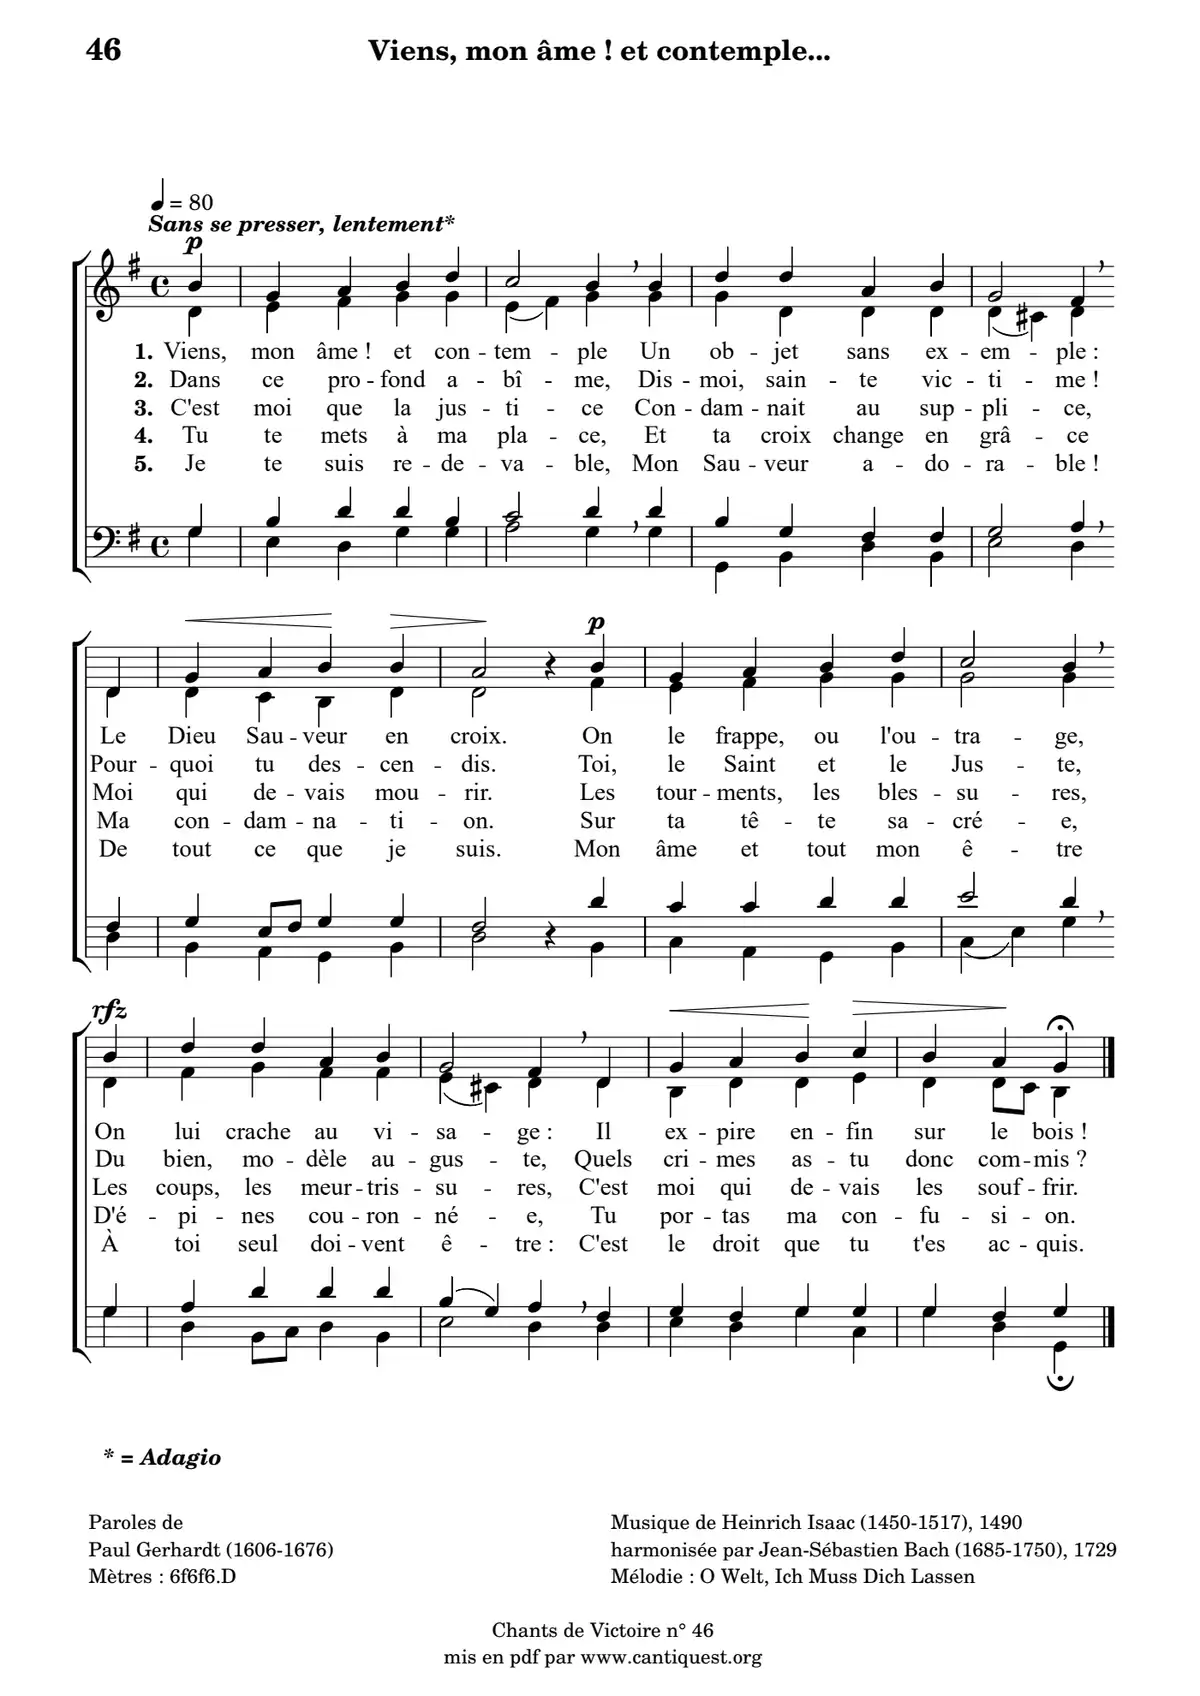 46 Viens, mon âme ! et contemple...
= 80
Sans se presser, lentement*
p
1. Viens, mon âme ! et con - tem - ple Un ob - jet sans ex - em - ple :
2. Dans ce pro - fond a - bî - me, Dis - moi, sain - te vic - ti - me !
3. C'est moi que la jus - ti - ce Con - dam - nait au sup - pli - ce,
4. Tu te mets à ma pla - ce, Et ta croix change en grâ - ce
5. Je te suis re - de - va - ble, Mon Sau - veur a - do - ra - ble !
p
Le Dieu Sau - veur en croix. On le frappe, ou l'ou - tra - ge,
Pour - quoi tu des - cen - dis. Toi, le Saint et le Jus - te,
Moi qui de - vais mou - rir. Les tour - ments, les bles - su - res,
Ma con - dam - na - ti - on. Sur ta tê - te sa - cré - e,
De tout ce que je suis. Mon âme et tout mon ê - tre
rfz
On lui crache au vi - sa - ge : Il ex - pire en - fin sur le bois !
Du bien, mo - dèle au - gus - te, Quels cri - mes as - tu donc com - mis ?
Les coups, les meur - tris - su - res, C'est moi qui de - vais les souf - frir.
D'é - pi - nes cou - ron - né - e, Tu por - tas ma con - fu - si - on.
À toi seul doi - vent ê - tre : C'est le droit que tu t'es ac - quis.
* = Adagio
Paroles de
Paul Gerhardt (1606-1676)
Mètres : 6f6f6.D
Musique de Heinrich Isaac (1450-1517), 1490
harmonisée par Jean-Sébastien Bach (1685-1750), 1729
Mélodie : O Welt, Ich Muss Dich Lassen
Chants de Victoire n° 46
mis en pdf par www.cantiquest.org